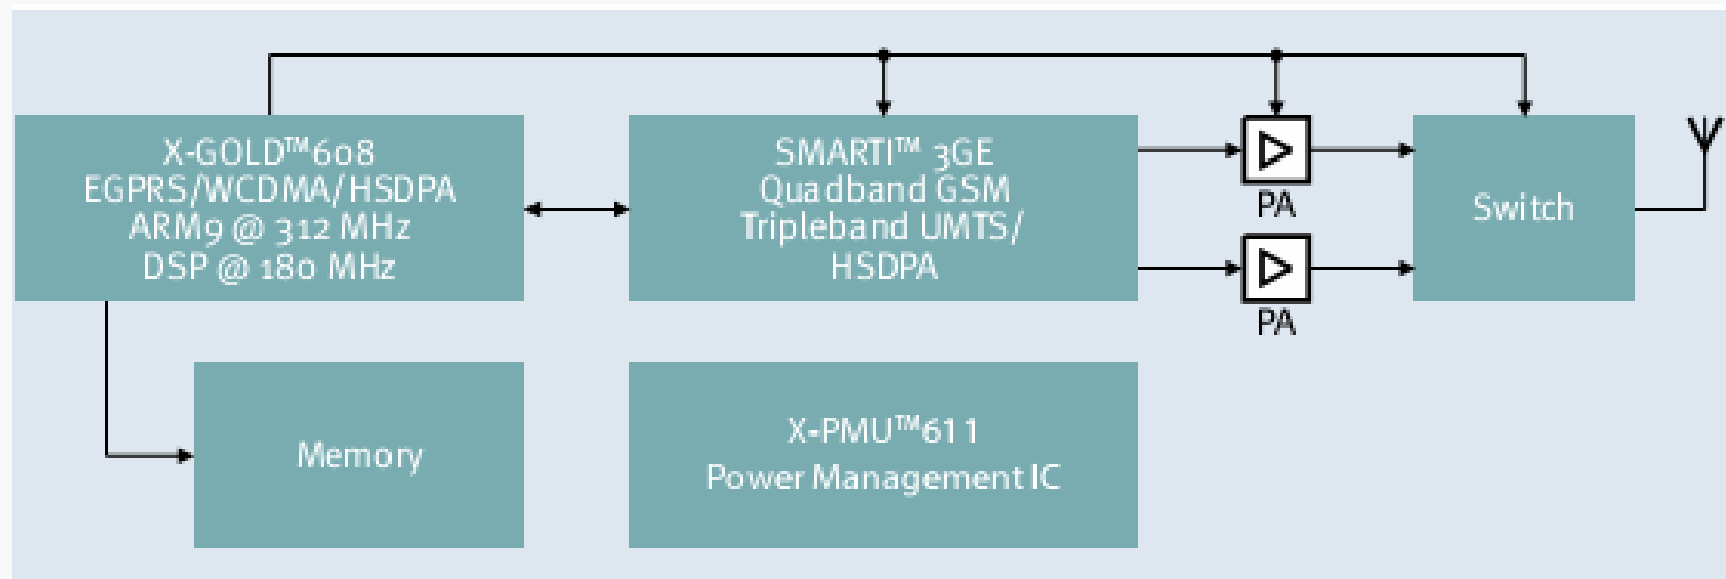 X-GOLD™608
EGPRS/WCDMA/HSDPA
ARM9 @ 312 MHz
DSP @ 180 MHz
SMARTI™ 3GE
Quadband GSM
Tripleband UMTS/
HSDPA
PA
PA
Switch
Memory
X-PMU™611
Power Management IC